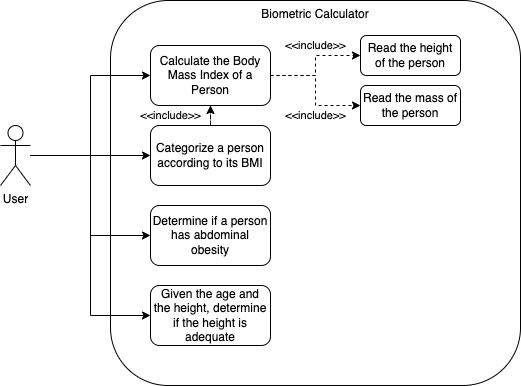 Biometric Calculator
Calculate the Body
Mass Index of a
Person
<<include>>
Read the height
of the person
<<include>>
Read the mass of
the person
<<include>>
Categorize a person
according to its BMI
User
Determine if a person
has abdominal
obesity
Given the age and
the height, determine
if the height is
adequate